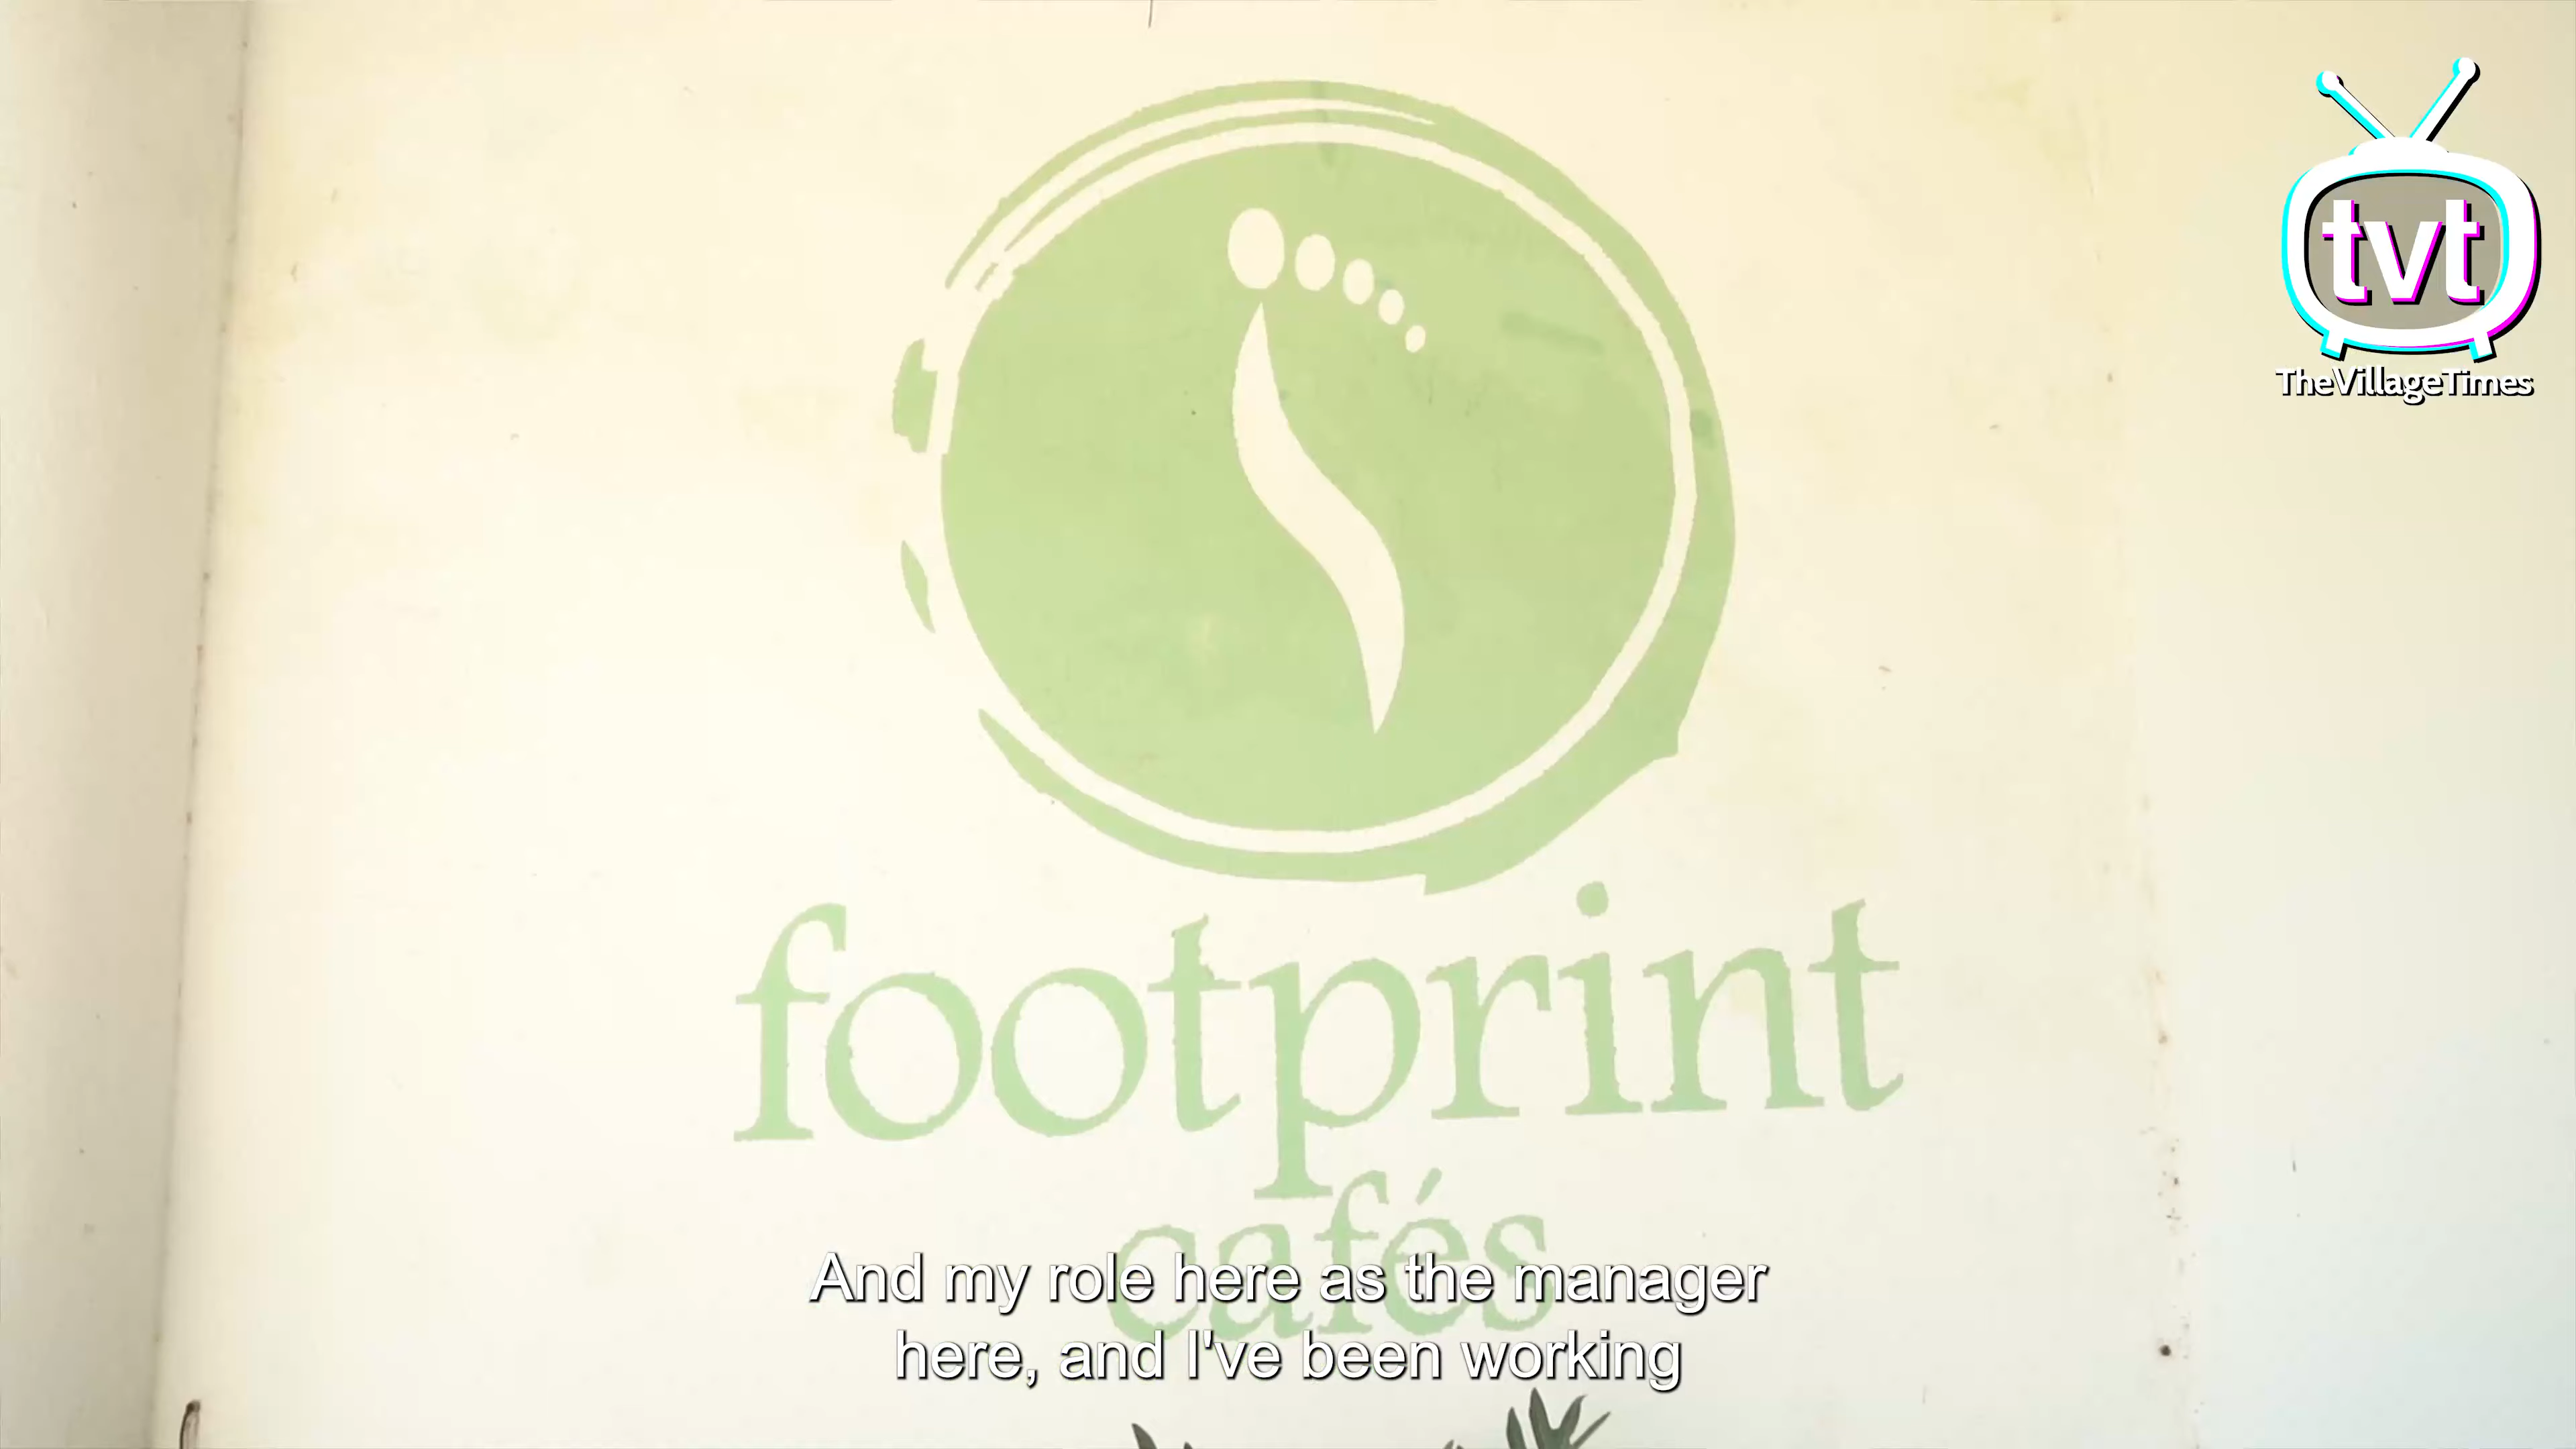 tvt
TheVillageTimes
footprint
cafés
And my role here as the manager
here, and I've been working